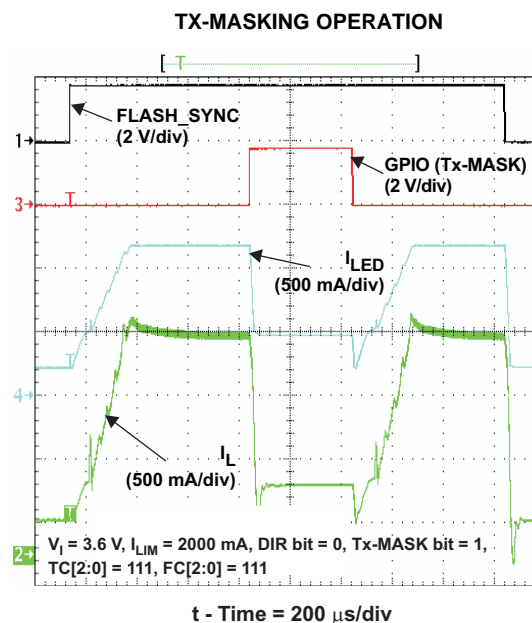 TX-MASKING OPERATION
[ T ]
FLASH_SYNC
(2 V/div)
1
GPIO (Tx-MASK)
(2 V/div)
T
3
I_LED
(500 mA/div)
T
4
I_L
(500 mA/div)
T
2
V_I = 3.6 V, I_LIM = 2000 mA, DIR bit = 0, Tx-MASK bit = 1,
TC[2:0] = 111, FC[2:0] = 111
t - Time = 200 μs/div